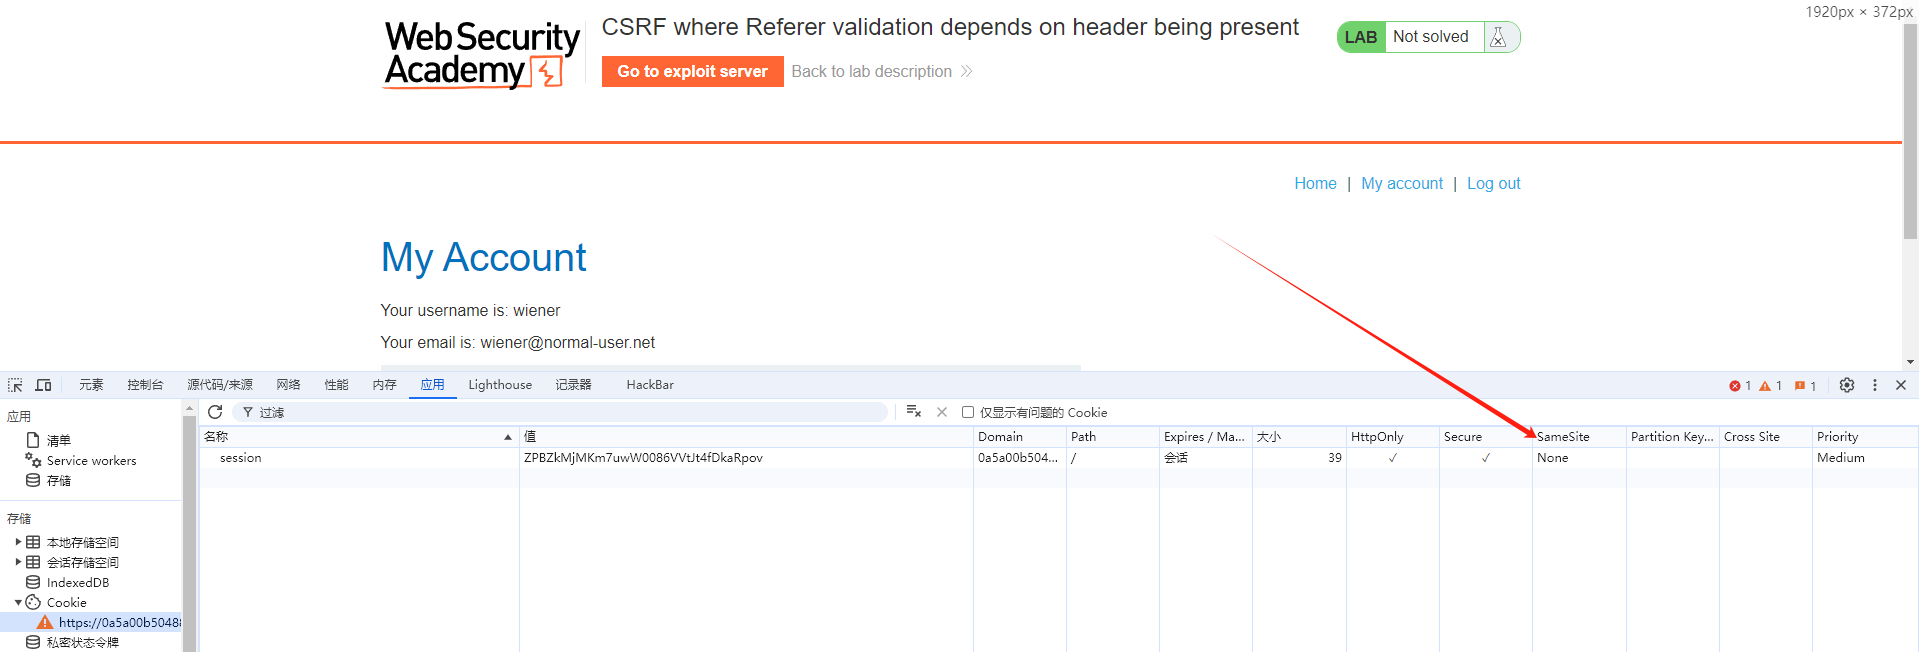 1920px × 372px
WebSecurity
Academy
CSRF where Referer validation depends on header being present
LAB Not solved
Go to exploit server Back to lab description
Home | My account | Log out
My Account
Your username is: wiener
Your email is: wiener@normal-user.net
元素 控制台 源代码/来源 网络 性能 内存 应用 Lighthouse 记录器 HackBar 1 1 1
应用
清单
Service workers
存储
存储
本地存储空间
会话存储空间
IndexedDB
Cookie
https://0a5a00b5048
私密状态令牌
过滤 仅显示有问题的 Cookie
名称 值 Domain Path Expires / Ma... 大小 HttpOnly Secure SameSite Partition Key... Cross Site Priority
session ZPBZkMjMKm7uwW0086VVtJt4fDkaRpov 0a5a00b504... / 会话 39 ✓ ✓ None Medium